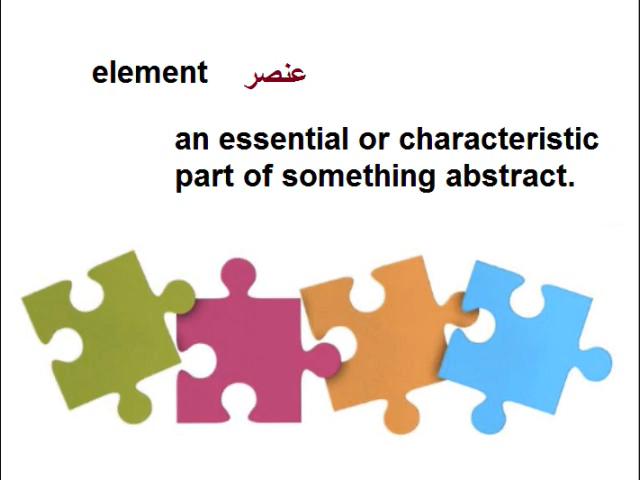 element عنصر
an essential or characteristic
part of something abstract.